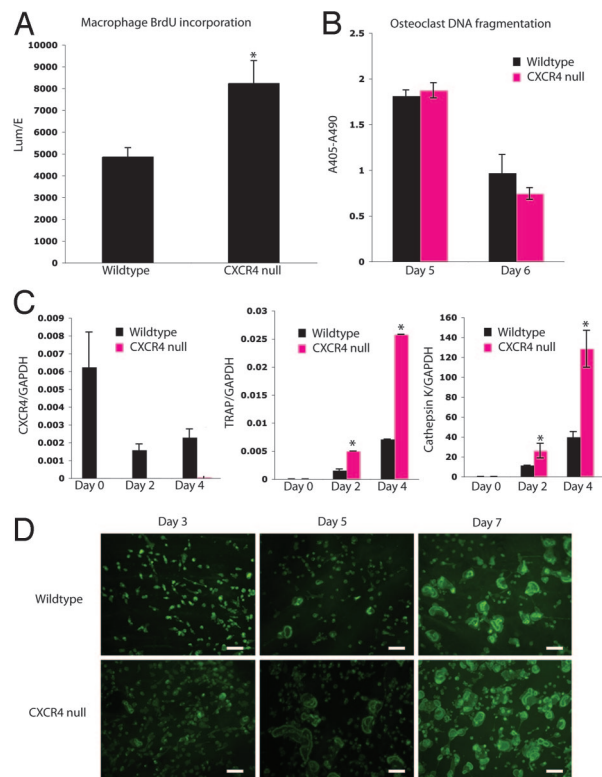 A
Macrophage BrdU incorporation
10000
9000
8000
7000
6000
5000
4000
3000
2000
1000
0
Lum/E
*
Wildtype
CXCR4 null
B
Osteoclast DNA fragmentation
Wildtype
CXCR4 null
2
1.5
1
0.5
0
A405-A490
Day 5
Day 6
C
0.009
0.008
0.007
0.006
0.005
0.004
0.003
0.002
0.001
CXCR4/GAPDH
Wildtype
CXCR4 null
Day 0
Day 2
Day 4
0.03
0.025
0.02
0.015
0.01
0.005
0
TRAP/GAPDH
Wildtype
CXCR4 null
*
*
Day 0
Day 2
Day 4
160
140
120
100
80
60
40
20
0
Cathepsin K/GAPDH
Wildtype
CXCR4 null
*
*
Day 0
Day 2
Day 4
D
Day 3
Day 5
Day 7
Wildtype
CXCR4 null